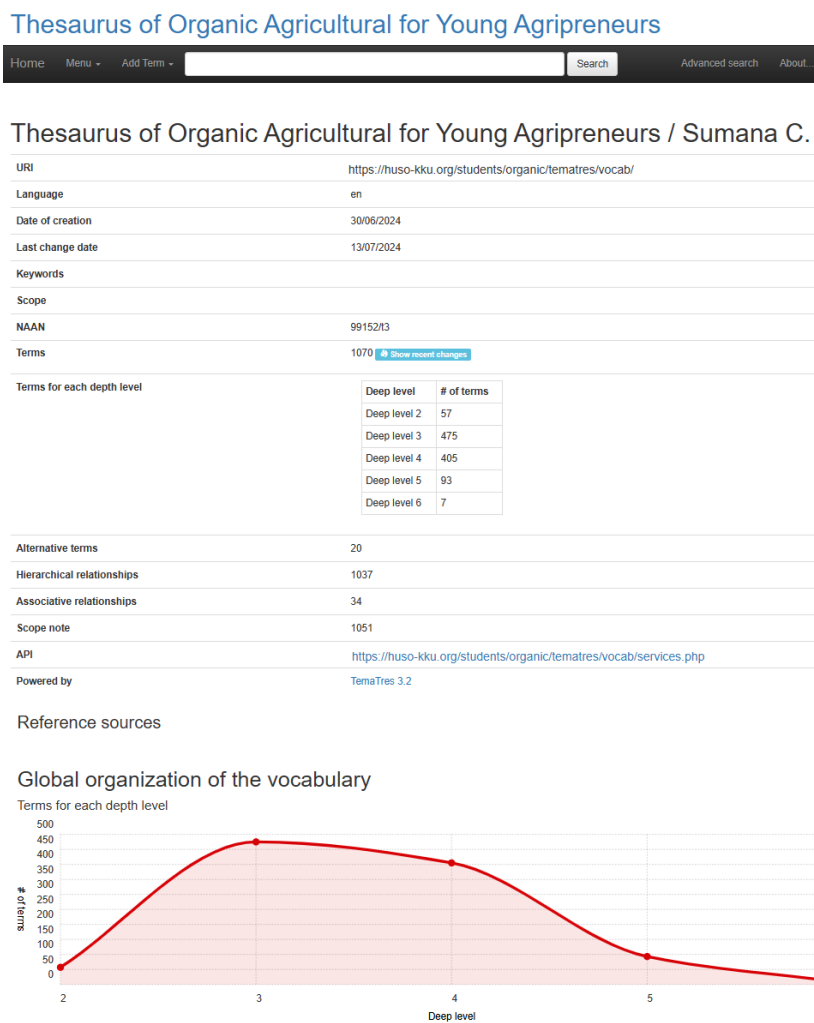 Thesaurus of Organic Agricultural for Young Agripreneurs
Home Menu Add Term Search Advanced search About...
Thesaurus of Organic Agricultural for Young Agripreneurs / Sumana C.
URI https://huso-kku.org/students/organic/tematres/vocab/
Language en
Date of creation 30/06/2024
Last change date 13/07/2024
Keywords
Scope
NAAN 99152/t3
Terms 1070 Show recent changes
Terms for each depth level
Deep level # of terms
Deep level 2 57
Deep level 3 475
Deep level 4 405
Deep level 5 93
Deep level 6 7
Alternative terms 20
Hierarchical relationships 1037
Associative relationships 34
Scope note 1051
API https://huso-kku.org/students/organic/tematres/vocab/services.php
Powered by TemaTres 3.2
Reference sources
Global organization of the vocabulary
Terms for each depth level
500
450
400
350
300
250
200
150
100
50
0
# of terms
2 3 4 5
Deep level